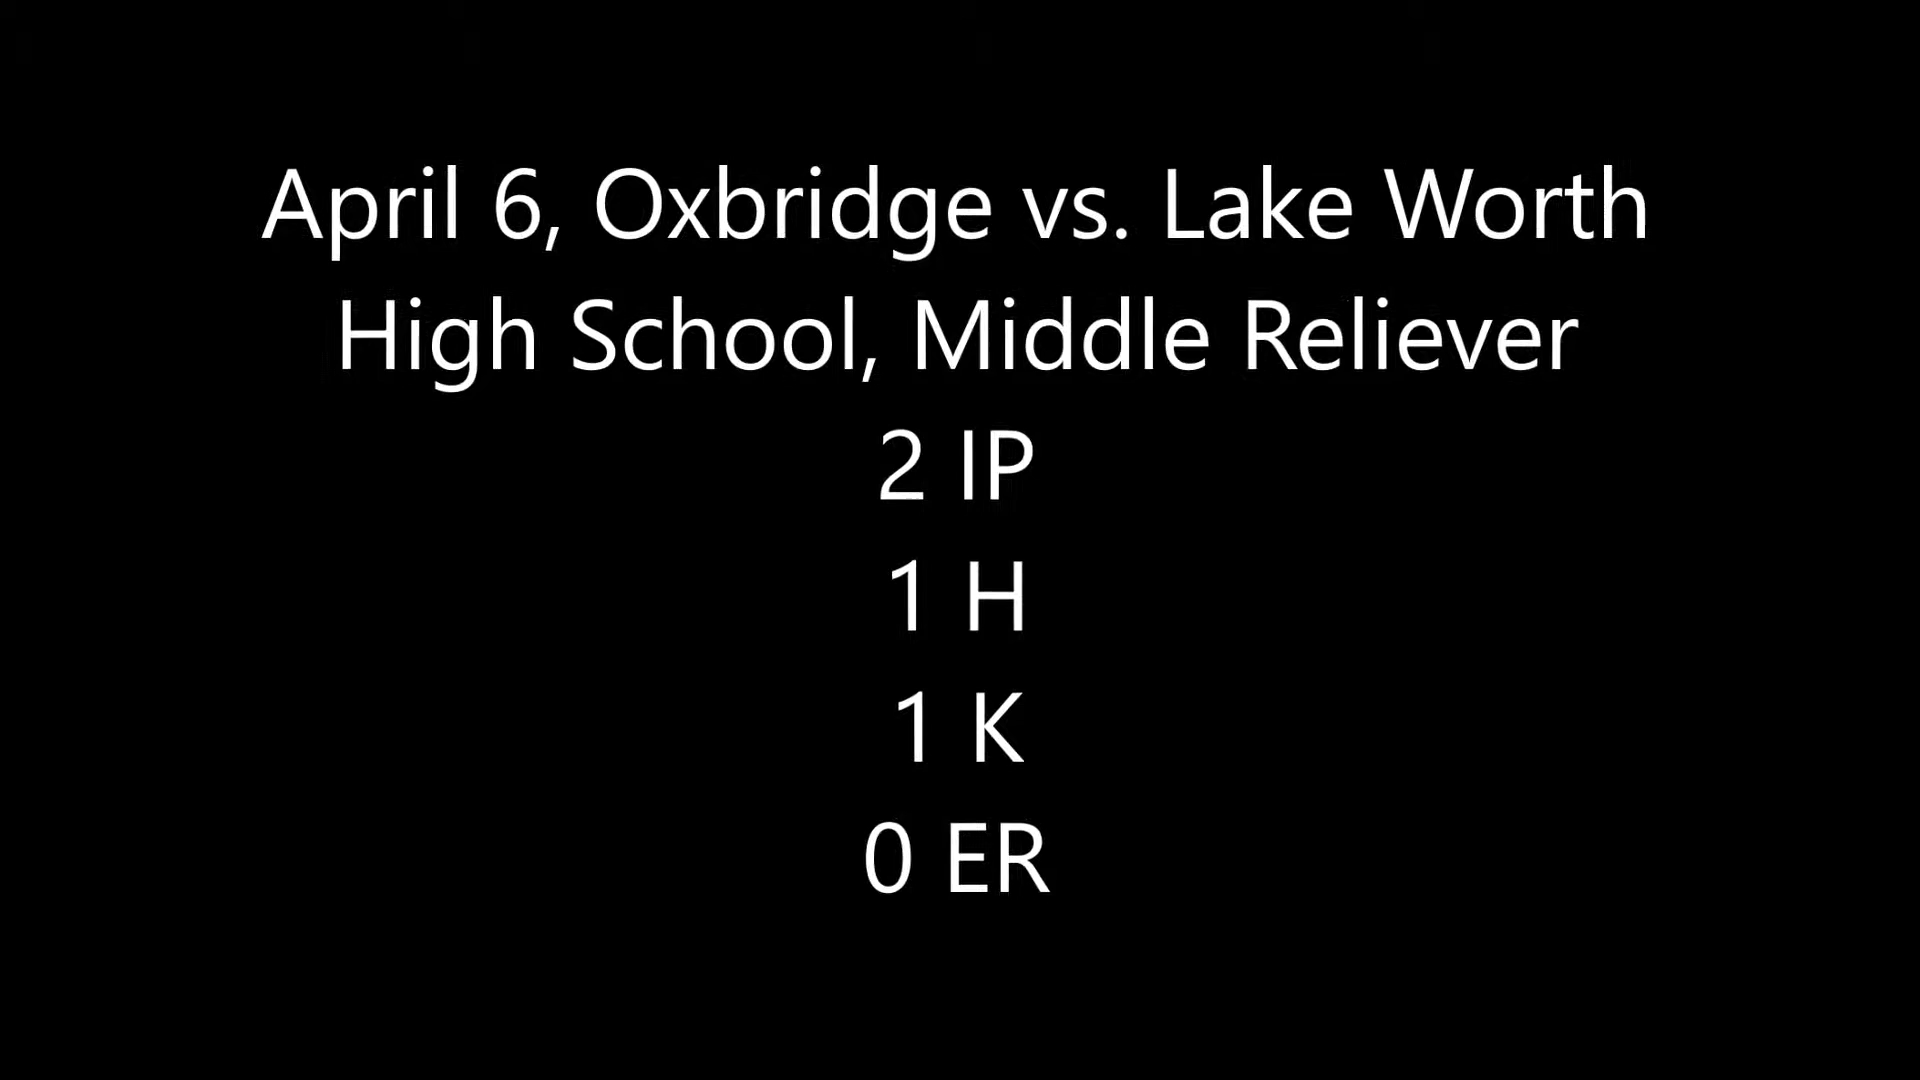 April 6, Oxbridge vs. Lake Worth
High School, Middle Reliever
2 IP
1 H
1 K
0 ER